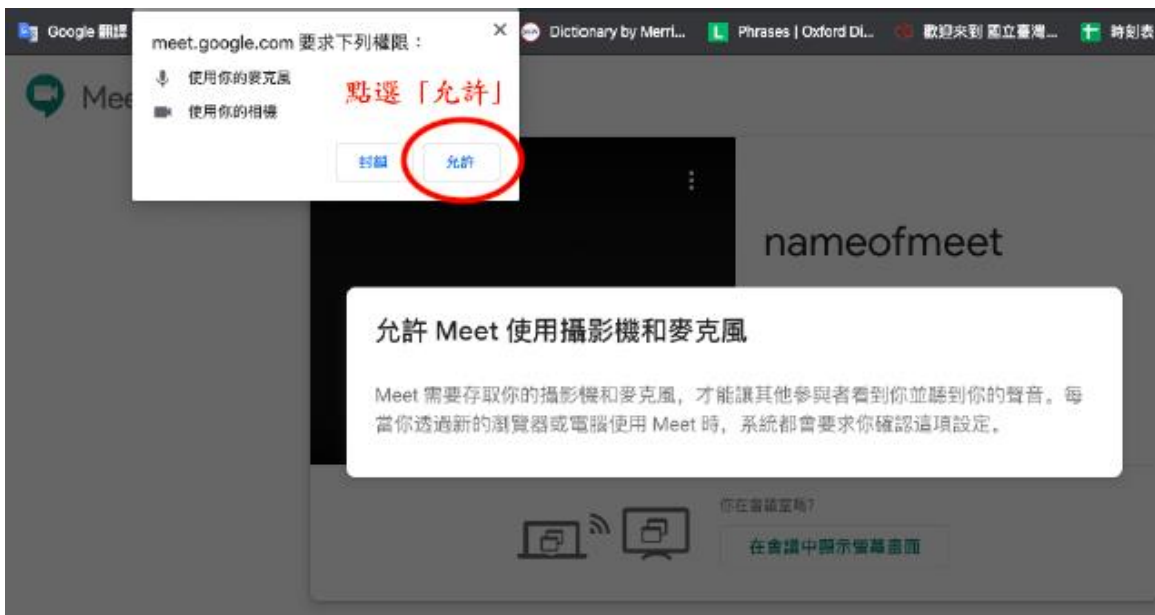 Google 翻譯
Dictionary by Merri...
Phrases | Oxford Di...
歡迎來到 國立臺灣...
時刻表
meet.google.com 要求下列權限：
使用你的麥克風
使用你的相機
點選「允許」
封鎖
允許
Mee
nameofmeet
允許 Meet 使用攝影機和麥克風
Meet 需要存取你的攝影機和麥克風，才能讓其他參與者看到你並聽到你的聲音。每
當你透過新的瀏覽器或電腦使用 Meet 時，系統都會要求你確認這項設定。
你在會議室嗎?
在會議中顯示螢幕畫面